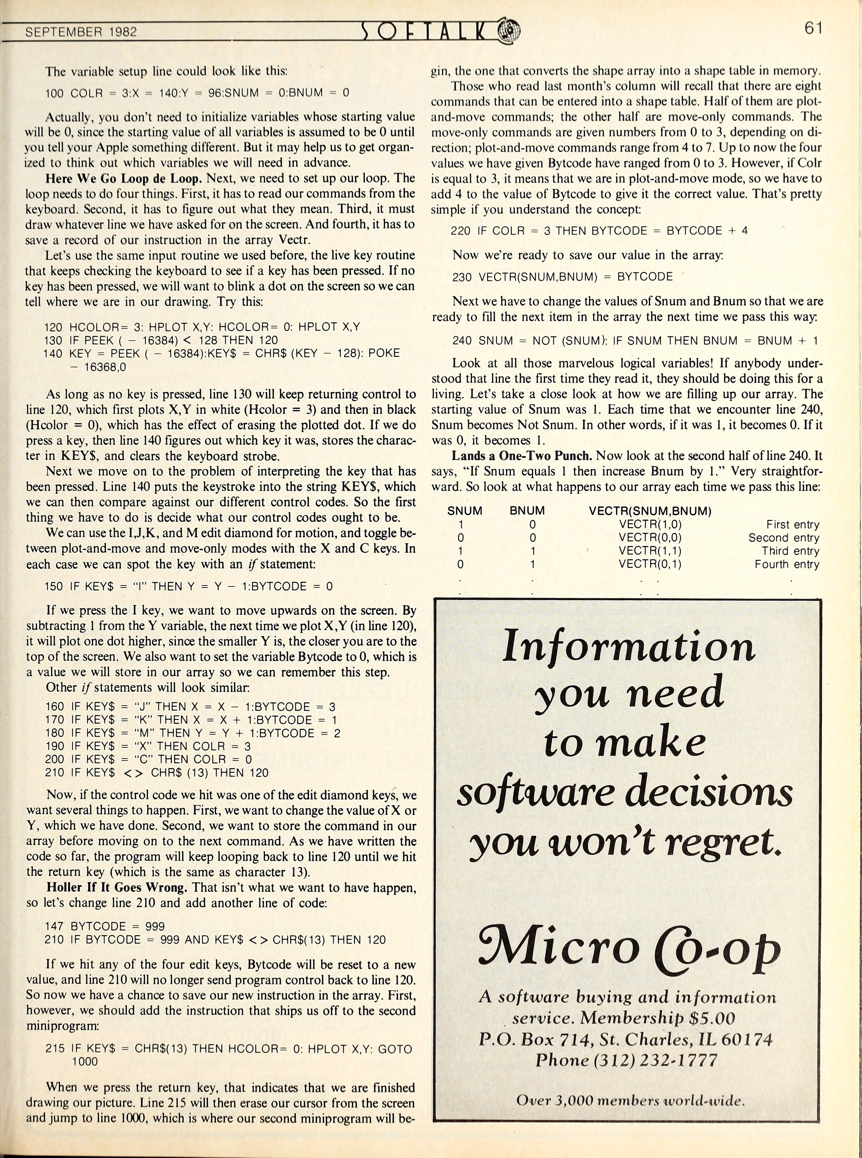 SEPTEMBER 1982
SOFTALK
61
The variable setup line could look like this:
100 COLR = 3:X = 140:Y = 96:SNUM = 0:BNUM = 0
Actually, you don't need to initialize variables whose starting value
will be 0, since the starting value of all variables is assumed to be 0 until
you tell your Apple something different. But it may help us to get organ-
ized to think out which variables we will need in advance.
Here We Go Loop de Loop. Next, we need to set up our loop. The
loop needs to do four things. First, it has to read our commands from the
keyboard. Second, it has to figure out what they mean. Third, it must
draw whatever line we have asked for on the screen. And fourth, it has to
save a record of our instruction in the array Vectr.
Let's use the same input routine we used before, the live key routine
that keeps checking the keyboard to see if a key has been pressed. If no
key has been pressed, we will want to blink a dot on the screen so we can
tell where we are in our drawing. Try this:
120 HCOLOR= 3: HPLOT X,Y: HCOLOR= 0: HPLOT X,Y
130 IF PEEK ( – 16384) < 128 THEN 120
140 KEY = PEEK ( – 16384):KEY$ = CHR$ (KEY – 128): POKE
– 16368,0
As long as no key is pressed, line 130 will keep returning control to
line 120, which first plots X,Y in white (Hcolor = 3) and then in black
(Hcolor = 0), which has the effect of erasing the plotted dot. If we do
press a key, then line 140 figures out which key it was, stores the charac-
ter in KEY$, and clears the keyboard strobe.
Next we move on to the problem of interpreting the key that has
been pressed. Line 140 puts the keystroke into the string KEY$, which
we can then compare against our different control codes. So the first
thing we have to do is decide what our control codes ought to be.
We can use the I,J,K, and M edit diamond for motion, and toggle be-
tween plot-and-move and move-only modes with the X and C keys. In
each case we can spot the key with an if statement:
150 IF KEY$ = "I" THEN Y = Y – 1:BYTCODE = 0
If we press the I key, we want to move upwards on the screen. By
subtracting 1 from the Y variable, the next time we plot X,Y (in line 120),
it will plot one dot higher, since the smaller Y is, the closer you are to the
top of the screen. We also want to set the variable Bytcode to 0, which is
a value we will store in our array so we can remember this step.
Other if statements will look similar:
160 IF KEY$ = "J" THEN X = X – 1:BYTCODE = 3
170 IF KEY$ = "K" THEN X = X + 1:BYTCODE = 1
180 IF KEY$ = "M" THEN Y = Y + 1:BYTCODE = 2
190 IF KEY$ = "X" THEN COLR = 3
200 IF KEY$ = "C" THEN COLR = 0
210 IF KEY$ < > CHR$ (13) THEN 120
Now, if the control code we hit was one of the edit diamond keys, we
want several things to happen. First, we want to change the value of X or
Y, which we have done. Second, we want to store the command in our
array before moving on to the next command. As we have written the
code so far, the program will keep looping back to line 120 until we hit
the return key (which is the same as character 13).
Holler If It Goes Wrong. That isn't what we want to have happen,
so let's change line 210 and add another line of code:
147 BYTCODE = 999
210 IF BYTCODE = 999 AND KEY$ < > CHR$(13) THEN 120
If we hit any of the four edit keys, Bytcode will be reset to a new
value, and line 210 will no longer send program control back to line 120.
So now we have a chance to save our new instruction in the array. First,
however, we should add the instruction that ships us off to the second
miniprogram:
215 IF KEY$ = CHR$(13) THEN HCOLOR= 0: HPLOT X,Y: GOTO
1000
When we press the return key, that indicates that we are finished
drawing our picture. Line 215 will then erase our cursor from the screen
and jump to line 1000, which is where our second miniprogram will be-
gin, the one that converts the shape array into a shape table in memory.
Those who read last month's column will recall that there are eight
commands that can be entered into a shape table. Half of them are plot-
and-move commands; the other half are move-only commands. The
move-only commands are given numbers from 0 to 3, depending on di-
rection; plot-and-move commands range from 4 to 7. Up to now the four
values we have given Bytcode have ranged from 0 to 3. However, if Colr
is equal to 3, it means that we are in plot-and-move mode, so we have to
add 4 to the value of Bytcode to give it the correct value. That's pretty
simple if you understand the concept:
220 IF COLR = 3 THEN BYTCODE = BYTCODE + 4
Now we're ready to save our value in the array:
230 VECTR(SNUM,BNUM) = BYTCODE
Next we have to change the values of Snum and Bnum so that we are
ready to fill the next item in the array the next time we pass this way:
240 SNUM = NOT (SNUM): IF SNUM THEN BNUM = BNUM + 1
Look at all those marvelous logical variables! If anybody under-
stood that line the first time they read it, they should be doing this for a
living. Let's take a close look at how we are filling up our array. The
starting value of Snum was 1. Each time that we encounter line 240,
Snum becomes Not Snum. In other words, if it was 1, it becomes 0. If it
was 0, it becomes 1.
Lands a One-Two Punch. Now look at the second half of line 240. It
says, "If Snum equals 1 then increase Bnum by 1." Very straightfor-
ward. So look at what happens to our array each time we pass this line:
SNUM BNUM VECTR(SNUM,BNUM)
1 0 VECTR(1,0) First entry
0 0 VECTR(0,0) Second entry
1 1 VECTR(1,1) Third entry
0 1 VECTR(0,1) Fourth entry
. . . .
Information
you need
to make
software decisions
you won't regret.
Micro Co-op
A software buying and information
service. Membership $5.00
P.O. Box 714, St. Charles, IL 60174
Phone (312) 232-1777
Over 3,000 members world-wide.